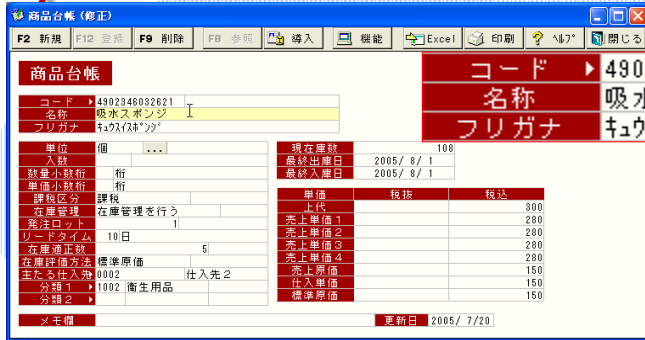 商品台帳 (修正)
F2 新規 F12 登録 F9 削除 F8 参照 導入 機能 Excel 印刷 ヘルプ 閉じる
商品台帳
コード 4902346032621
名称 吸水スポンジ
フリガナ ｷｭｳｽｲｽﾎﾟﾝｼﾞ
コード 490
名称 吸水
フリガナ ｷｭｳ
単位 個 ...
入数
数量小数桁 桁
単価小数桁 桁
課税区分 課税
在庫管理 在庫管理を行う
発注ロット 1
リードタイム 10日
在庫適正数 5
在庫評価方法 標準原価
主たる仕入先 0002 仕入先2
分類1 1002 衛生用品
分類2
現在庫数 108
最終出庫日 2005/ 8/ 1
最終入庫日 2005/ 8/ 1
単価 税抜 税込
上代 300
売上単価1 280
売上単価2 280
売上単価3 280
売上単価4 280
売上原価 150
仕入単価 150
標準原価 150
メモ欄
更新日 2005/ 7/20